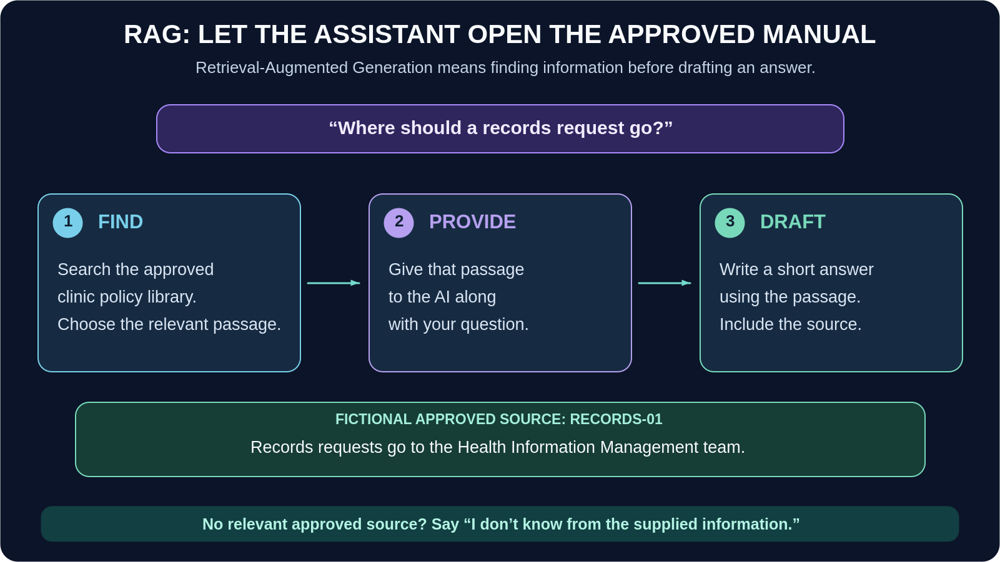 RAG: LET THE ASSISTANT OPEN THE APPROVED MANUAL
Retrieval-Augmented Generation means finding information before drafting an answer.
“Where should a records request go?”
1 FIND
Search the approved
clinic policy library.
Choose the relevant passage.
2 PROVIDE
Give that passage
to the AI along
with your question.
3 DRAFT
Write a short answer
using the passage.
Include the source.
FICTIONAL APPROVED SOURCE: RECORDS-01
Records requests go to the Health Information Management team.
No relevant approved source? Say “I don’t know from the supplied information.”